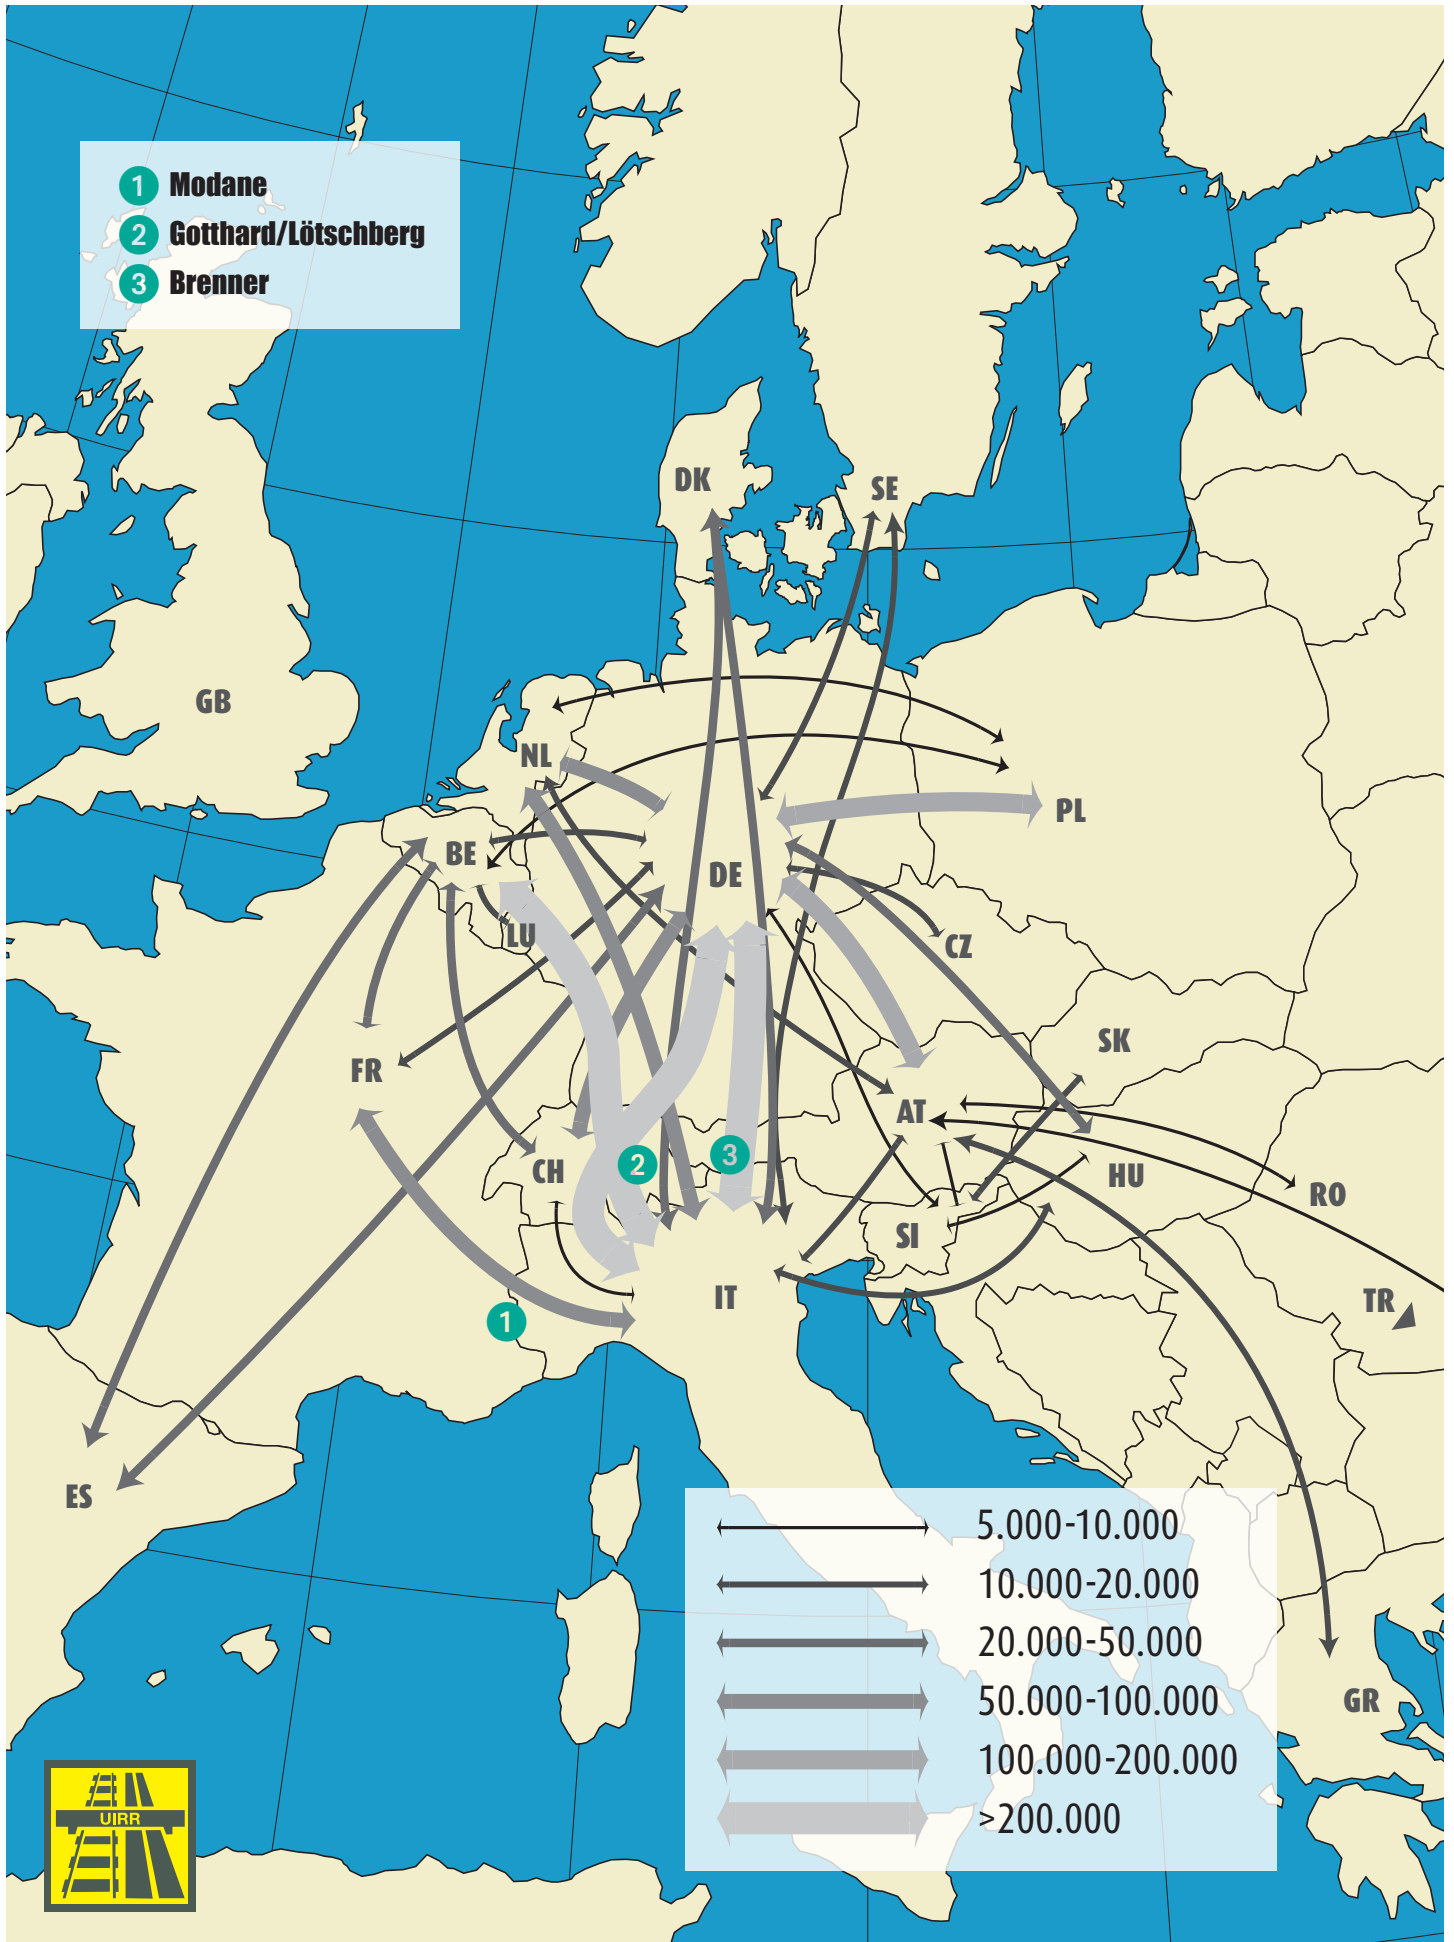 1 Modane
2 Gotthard/Lötschberg
3 Brenner
DK
SE
GB
NL
PL
BE
DE
LU
CZ
SK
FR
AT
2
3
CH
HU
RO
SI
IT
TR
1
ES
5.000-10.000
10.000-20.000
20.000-50.000
50.000-100.000
GR
100.000-200.000
>200.000
UIRR